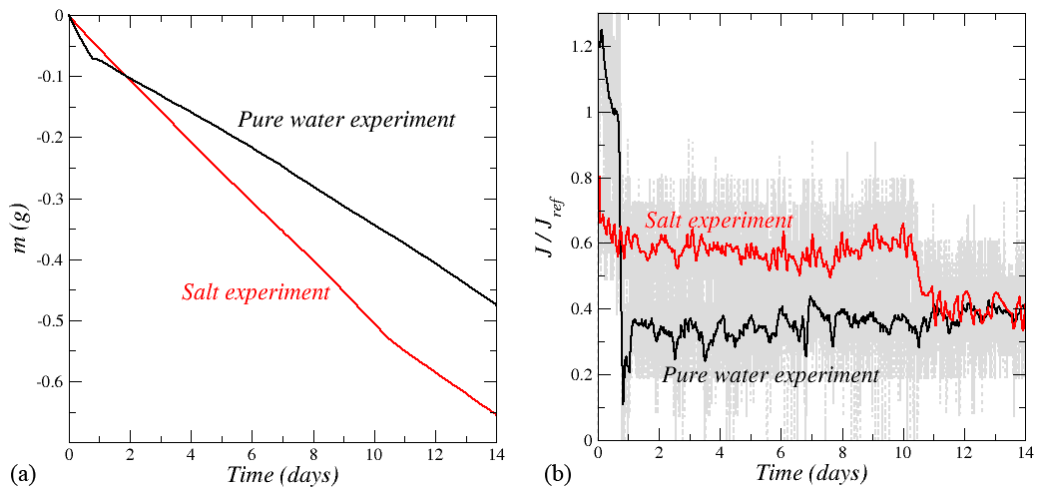 0
-0.1
-0.2
-0.3
-0.4
-0.5
-0.6
m (g)
Pure water experiment
Salt experiment
0 2 4 6 8 10 12 14
Time (days)
(a)
1.2
1
0.8
0.6
0.4
0.2
0
J / J_ref
Salt experiment
Pure water experiment
0 2 4 6 8 10 12 14
Time (days)
(b)